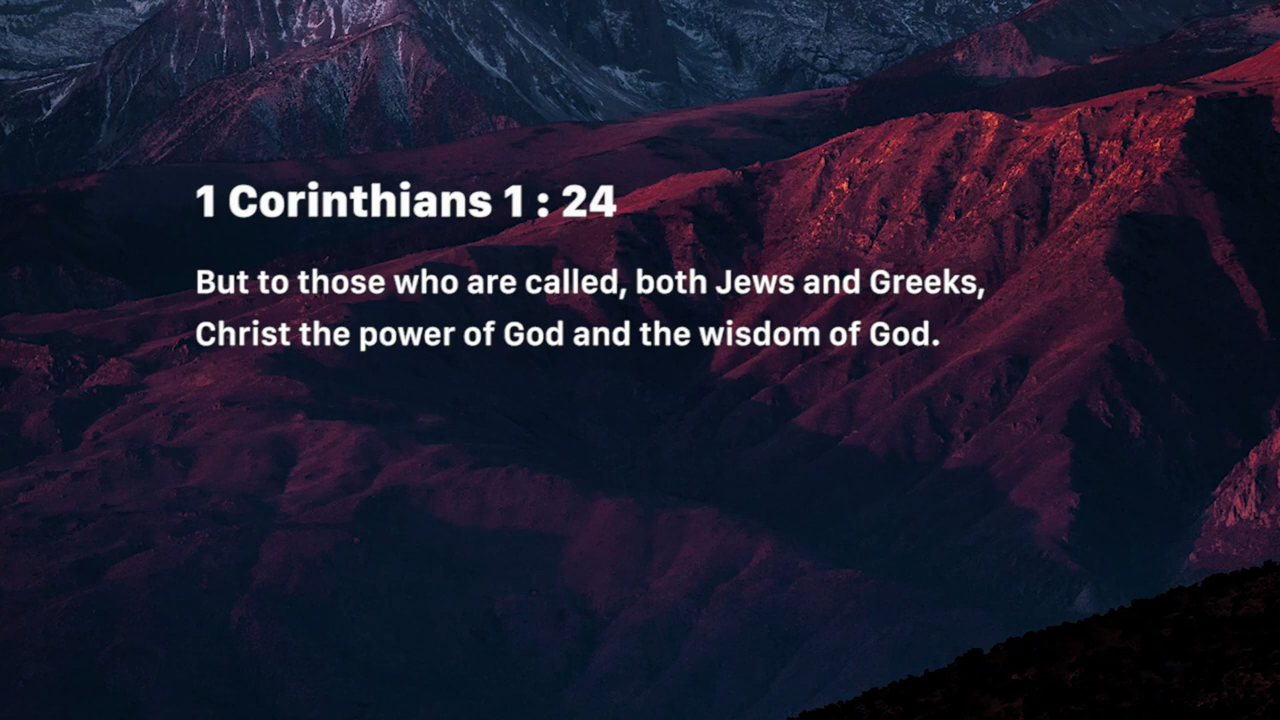 1 Corinthians 1 : 24
But to those who are called, both Jews and Greeks,
Christ the power of God and the wisdom of God.